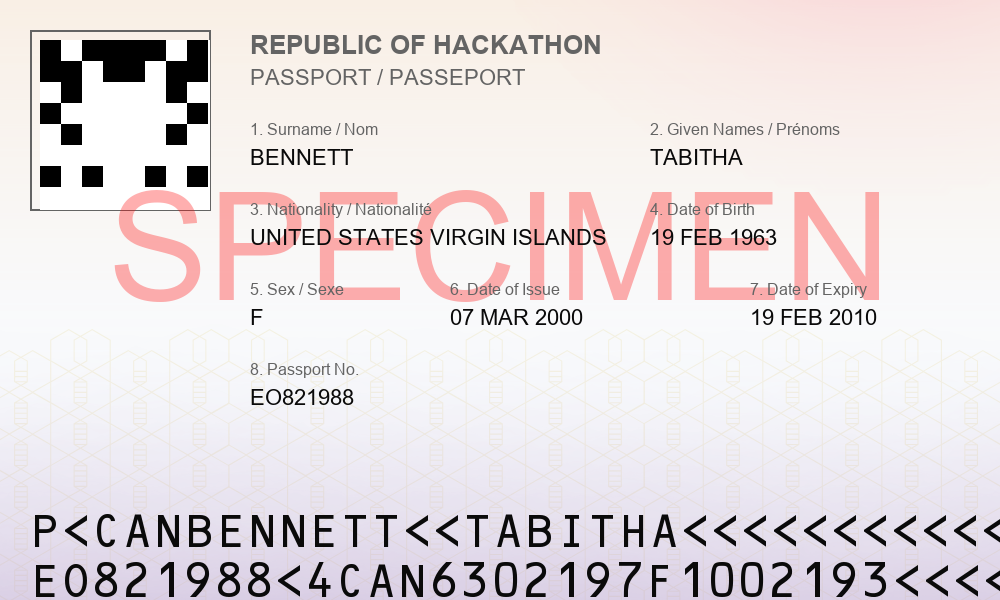 REPUBLIC OF HACKATHON
PASSPORT / PASSEPORT
1. Surname / Nom 2. Given Names / Prénoms
BENNETT TABITHA
SPECIMEN
3. Nationality / Nationalité 4. Date of Birth
UNITED STATES VIRGIN ISLANDS 19 FEB 1963
5. Sex / Sexe 6. Date of Issue 7. Date of Expiry
F 07 MAR 2000 19 FEB 2010
8. Passport No.
EO821988
P<CANBENNETT<<TABITHA<<<<<<<<<<<
EO821988<4CAN6302197F1002193<<<<